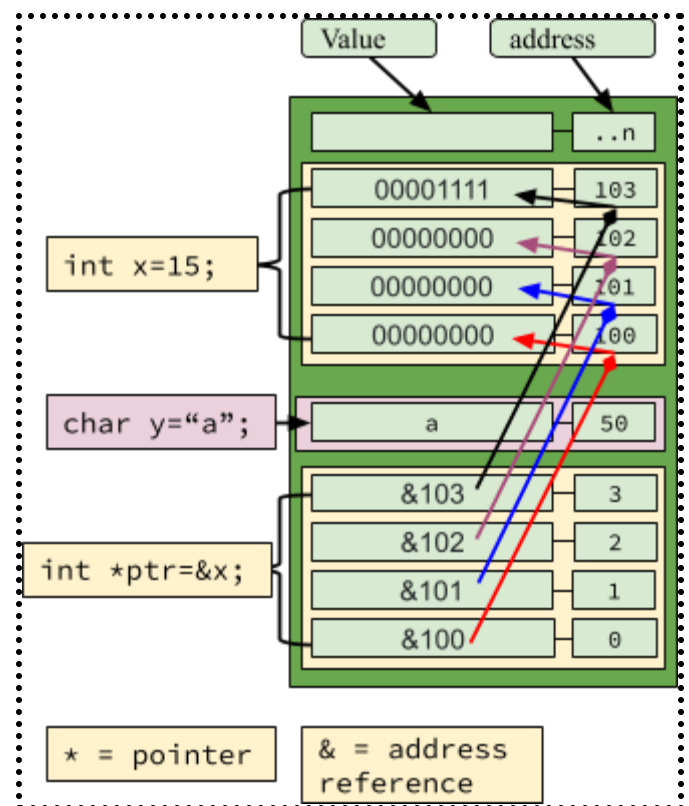 Value address
..n
00001111 103
00000000 102
int x=15;
00000000 101
00000000 100
char y=“a”; a 50
&103 3
&102 2
int *ptr=&x;
&101 1
&100 0
* = pointer
& = address
reference